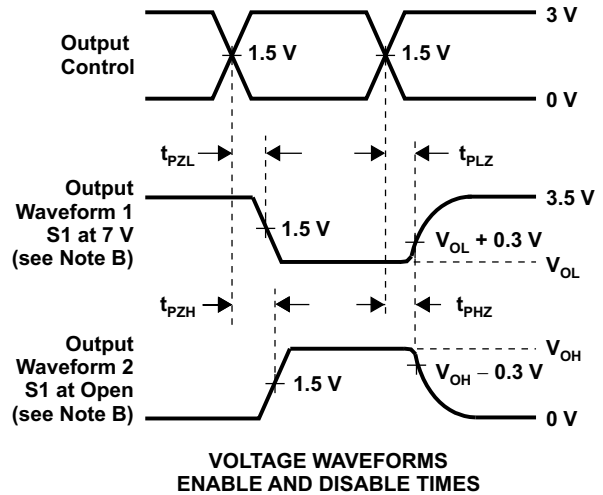 3 V
Output
Control
1.5 V
1.5 V
0 V
tPZL
tPLZ
Output
Waveform 1
S1 at 7 V
(see Note B)
3.5 V
1.5 V
VOL + 0.3 V
VOL
tPZH
tPHZ
Output
Waveform 2
S1 at Open
(see Note B)
VOH
1.5 V
VOH − 0.3 V
0 V
VOLTAGE WAVEFORMS
ENABLE AND DISABLE TIMES